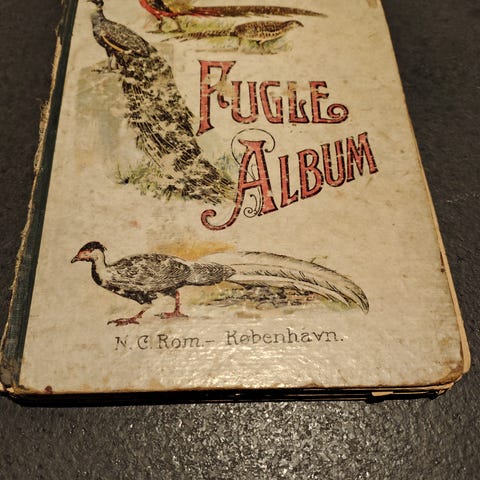 FUGLE
ALBUM
N. C. Rom.- København.